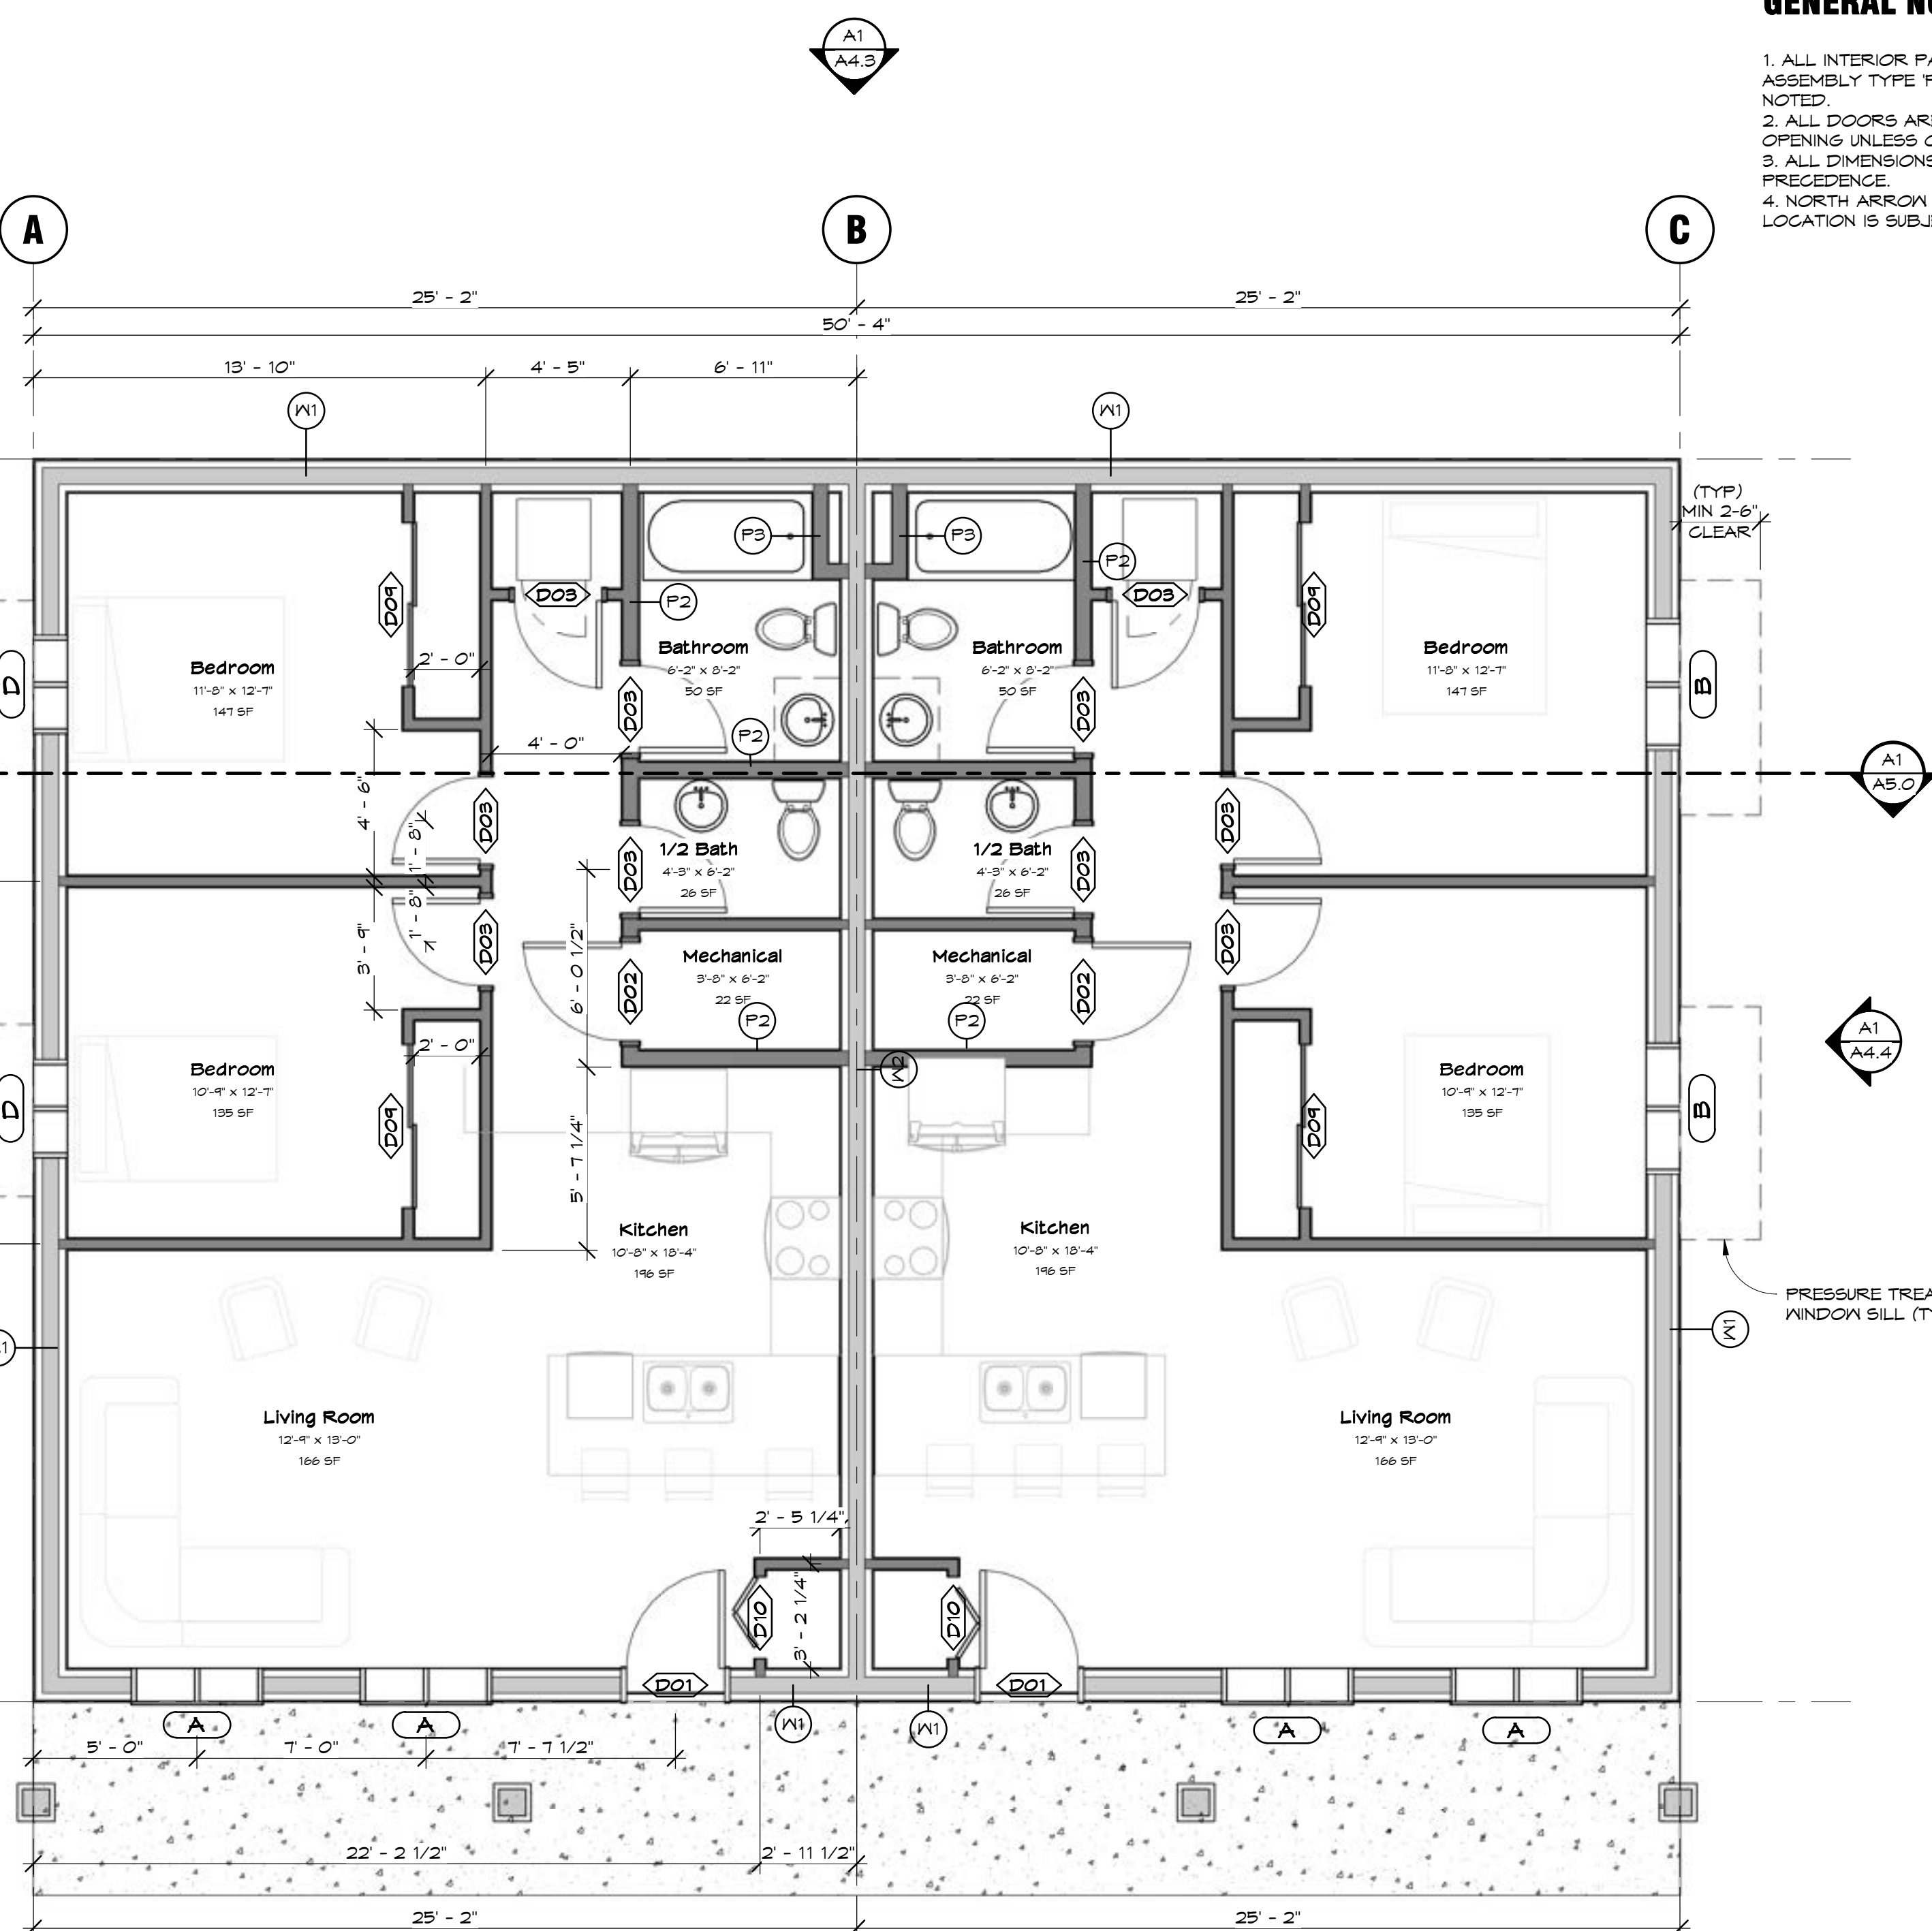 GENERAL
1. ALL INTERIOR
ASSEMBLY TYPE
NOTED.
2. ALL DOORS
OPENING UNLESS
3. ALL DIMENSIONS
PRECEDENCE.
4. NORTH ARROW
LOCATION IS
A1
A4.3
A
B
C
25' - 2"
25' - 2"
50' - 4"
13' - 10"
4' - 5"
6' - 11"
W1
W1
(TYP)
MIN 2-6"
CLEAR
P3
P3
P2
P2
D03
D03
D09
D09
Bedroom
11'-8" x 12'-7"
147 SF
2' - 0"
Bathroom
6'-2" x 8'-2"
50 SF
Bathroom
6'-2" x 8'-2"
50 SF
Bedroom
11'-8" x 12'-7"
147 SF
D
B
D03
D03
P2
4' - 0"
A1
A5.0
4' - 6"
1' - 8"
D03
D03
1/2 Bath
4'-3" x 6'-2"
26 SF
1/2 Bath
4'-3" x 6'-2"
26 SF
D03
D03
3' - 9"
1' - 8"
D03
D03
6' - 0 1/2"
D02
Mechanical
3'-8" x 6'-2"
22 SF
Mechanical
3'-8" x 6'-2"
22 SF
D02
P2
P2
W2
A1
A4.4
2' - 0"
Bedroom
10'-9" x 12'-7"
135 SF
Bedroom
10'-9" x 12'-7"
135 SF
D
B
D09
D09
5' - 7 1/4"
Kitchen
10'-8" x 18'-4"
196 SF
Kitchen
10'-8" x 18'-4"
196 SF
PRESSURE
WINDOW SILL
W1
Living Room
12'-9" x 13'-0"
166 SF
Living Room
12'-9" x 13'-0"
166 SF
2' - 5 1/4"
3' - 2 1/4"
D10
D10
D01
D01
A
A
W1
W1
A
A
5' - 0"
7' - 0"
7' - 7 1/2"
22' - 2 1/2"
2' - 11 1/2"
25' - 2"
25' - 2"